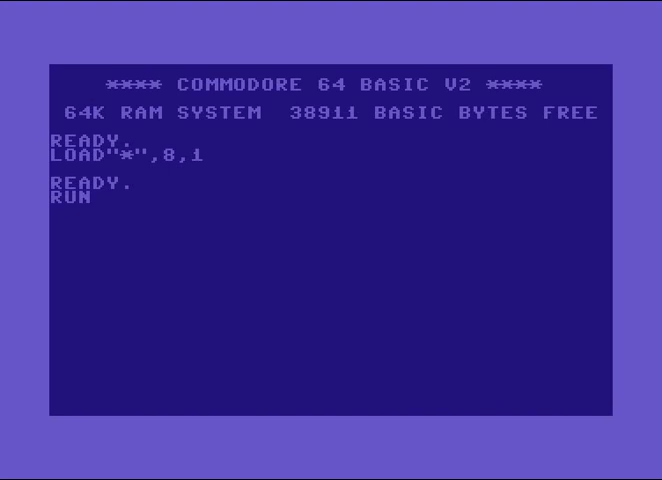 **** COMMODORE 64 BASIC V2 ****
64K RAM SYSTEM  38911 BASIC BYTES FREE
READY.
LOAD"*",8,1
READY.
RUN